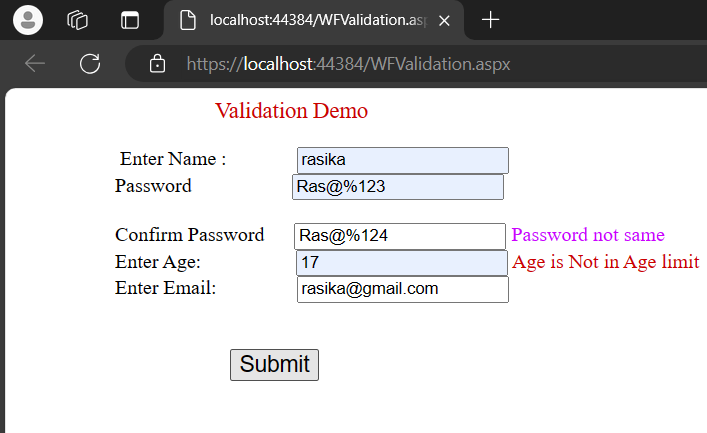 localhost:44384/WFValidation.asp
https://localhost:44384/WFValidation.aspx
Validation Demo
Enter Name : rasika
Password Ras@%123
Confirm Password Ras@%124 Password not same
Enter Age: 17 Age is Not in Age limit
Enter Email: rasika@gmail.com
Submit